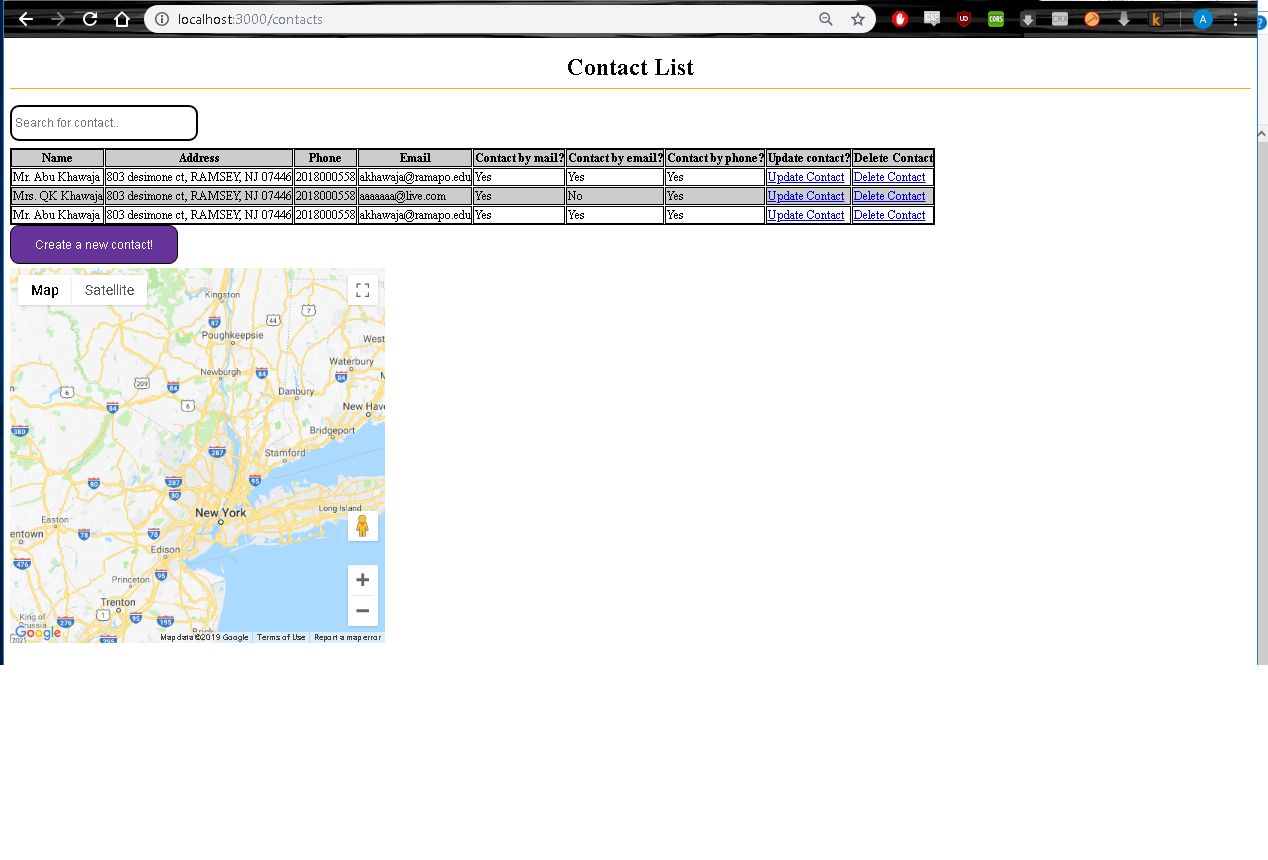 localhost:3000/contacts
A
Contact List
Search for contact..
Name Address Phone Email Contact by mail? Contact by email? Contact by phone? Update contact? Delete Contact
Mr. Abu Khawaja 803 desimone ct, RAMSEY, NJ 07446 2018000558 akhawaja@ramapo.edu Yes Yes Yes Update Contact Delete Contact
Mrs. QK Khawaja 803 desimone ct, RAMSEY, NJ 07446 2018000558 aaaaaaa@live.com Yes No Yes Update Contact Delete Contact
Mr. Abu Khawaja 803 desimone ct, RAMSEY, NJ 07446 2018000558 akhawaja@ramapo.edu Yes Yes Yes Update Contact Delete Contact
Create a new contact!
Map Satellite
Kingston
7
44
87
Poughkeepsie
West
Waterbury
Newburgh
84
84
209
84
6
Danbury
6
84
New Hav
Bridgeport
380
287
Stamford
287
95
80
80
New York
Long Island
Easton
entown
78
78
Edison
476
Princeton
95
Trenton
1
95
195
King of
Prussia
276
295
Google
Map data ©2019 Google Terms of Use Report a map error